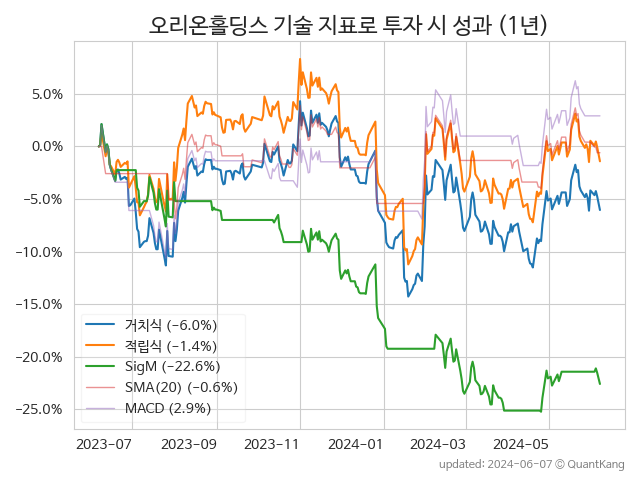 오리온홀딩스 기술 지표로 투자 시 성과 (1년)
5.0%
0.0%
−5.0%
−10.0%
−15.0%
−20.0%
−25.0%
거치식 (−6.0%)
적립식 (−1.4%)
SigM (−22.6%)
SMA(20) (−0.6%)
MACD (2.9%)
2023−07 2023−09 2023−11 2024−01 2024−03 2024−05
updated: 2024-06-07 © QuantKang